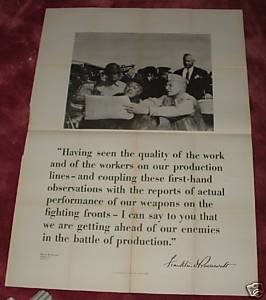 "Having seen the quality of the work
and of the workers on our production
lines – and coupling these first-hand
observations with the reports of actual
performance of our weapons on the
fighting fronts – I can say to you that
we are getting ahead of our enemies
in the battle of production."
Franklin D Roosevelt